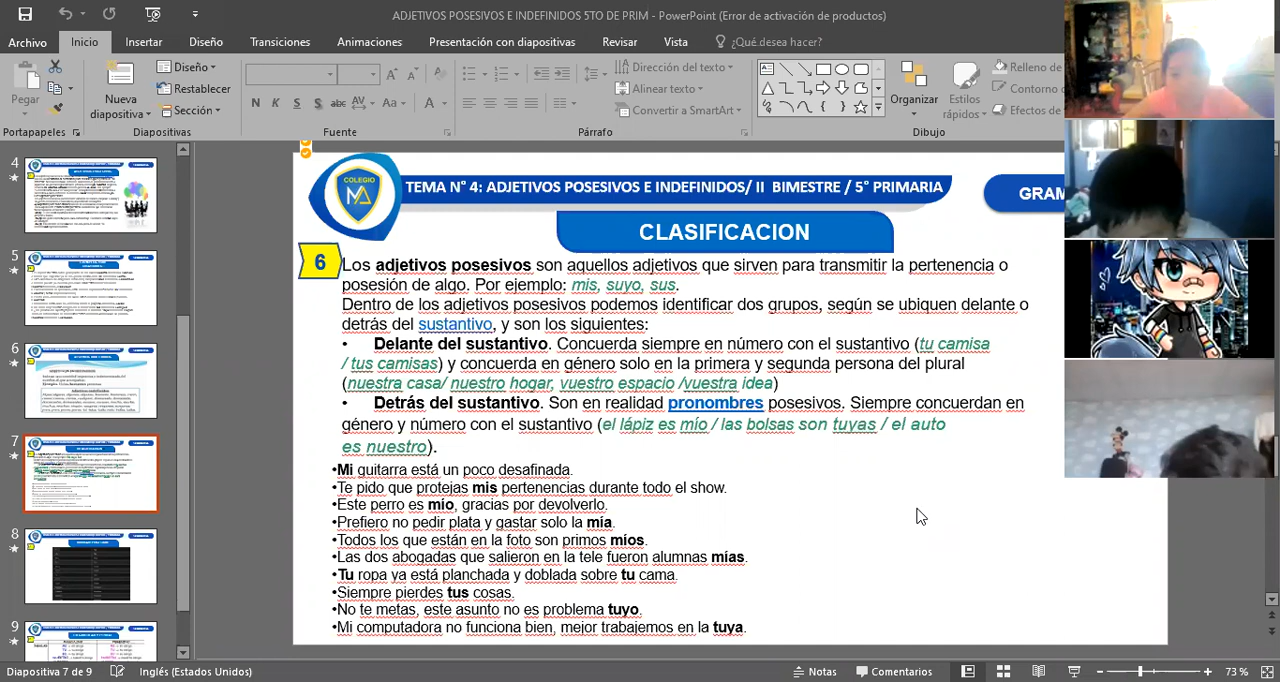 ADJETIVOS POSESIVOS E INDEFINIDOS 5TO DE PRIM - PowerPoint (Error de activación de productos)
Archivo Inicio Insertar Diseño Transiciones Animaciones Presentación con diapositivas Revisar Vista ¿Qué desea hacer?
Pegar
Nueva
diapositiva
Diseño
Restablecer
Sección
N K S S abc AV Aa A
Dirección del texto
Alinear texto
Convertir a SmartArt
Organizar
Estilos
rápidos
Relleno de
Contorno
Efectos de
Portapapeles Diapositivas Fuente Párrafo Dibujo
4
5
6
7
8
9
COLEGIO
TEMA N° 4: ADJETIVOS POSESIVOS E INDEFINIDOS/ II BIMESTRE / 5° PRIMARIA
GRAM
CLASIFICACION
6
adjetivos posesivos. Son aquellos adjetivos que sirven para transmitir la pertenencia o
posesión de algo. Por ejemplo: mis, suyo, sus.
Dentro de los adjetivos posesivos podemos identificar dos grupos, según se ubiquen delante o
detrás del sustantivo, y son los siguientes:
• Delante del sustantivo. Concuerda siempre en número con el sustantivo (tu camisa
/ tus camisas) y concuerda en género solo en la primera y segunda persona del plural
(nuestra casa/ nuestro hogar, vuestro espacio /vuestra idea)
• Detrás del sustantivo. Son en realidad pronombres posesivos. Siempre concuerdan en
género y número con el sustantivo (el lápiz es mío / las bolsas son tuyas / el auto
es nuestro).
•Mi guitarra está un poco desafinada.
•Te pido que protejas mis pertenencias durante todo el show.
•Este perro es mío, gracias por devolverlo.
•Prefiero no pedir plata y gastar solo la mía.
•Todos los que están en la foto son primos míos.
•Las dos abogadas que salieron en la tele fueron alumnas mías.
•Tu ropa ya está planchada y doblada sobre tu cama.
•Siempre pierdes tus cosas.
•No te metas, este asunto no es problema tuyo.
•Mi computadora no funciona bien, mejor trabajemos en la tuya.
Diapositiva 7 de 9 Inglés (Estados Unidos) Notas Comentarios 73 %